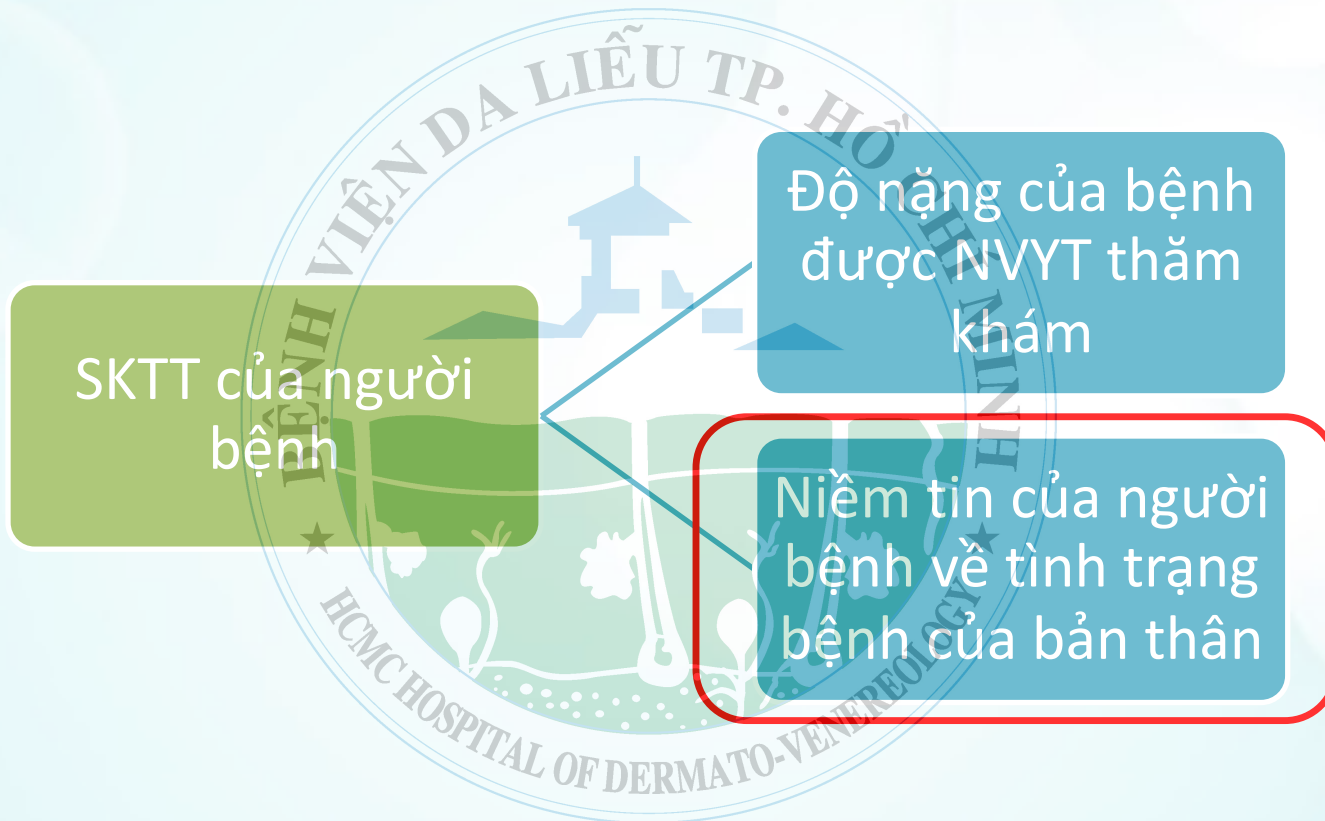 BỆNH VIỆN DA LIỄU TP. HỒ CHÍ MINH
SKTT của người
bệnh
Độ nặng của bệnh
được NVYT thăm
khám
Niềm tin của người
bệnh về tình trạng
bệnh của bản thân
HCMC HOSPITAL OF DERMATO-VENEREOLOGY